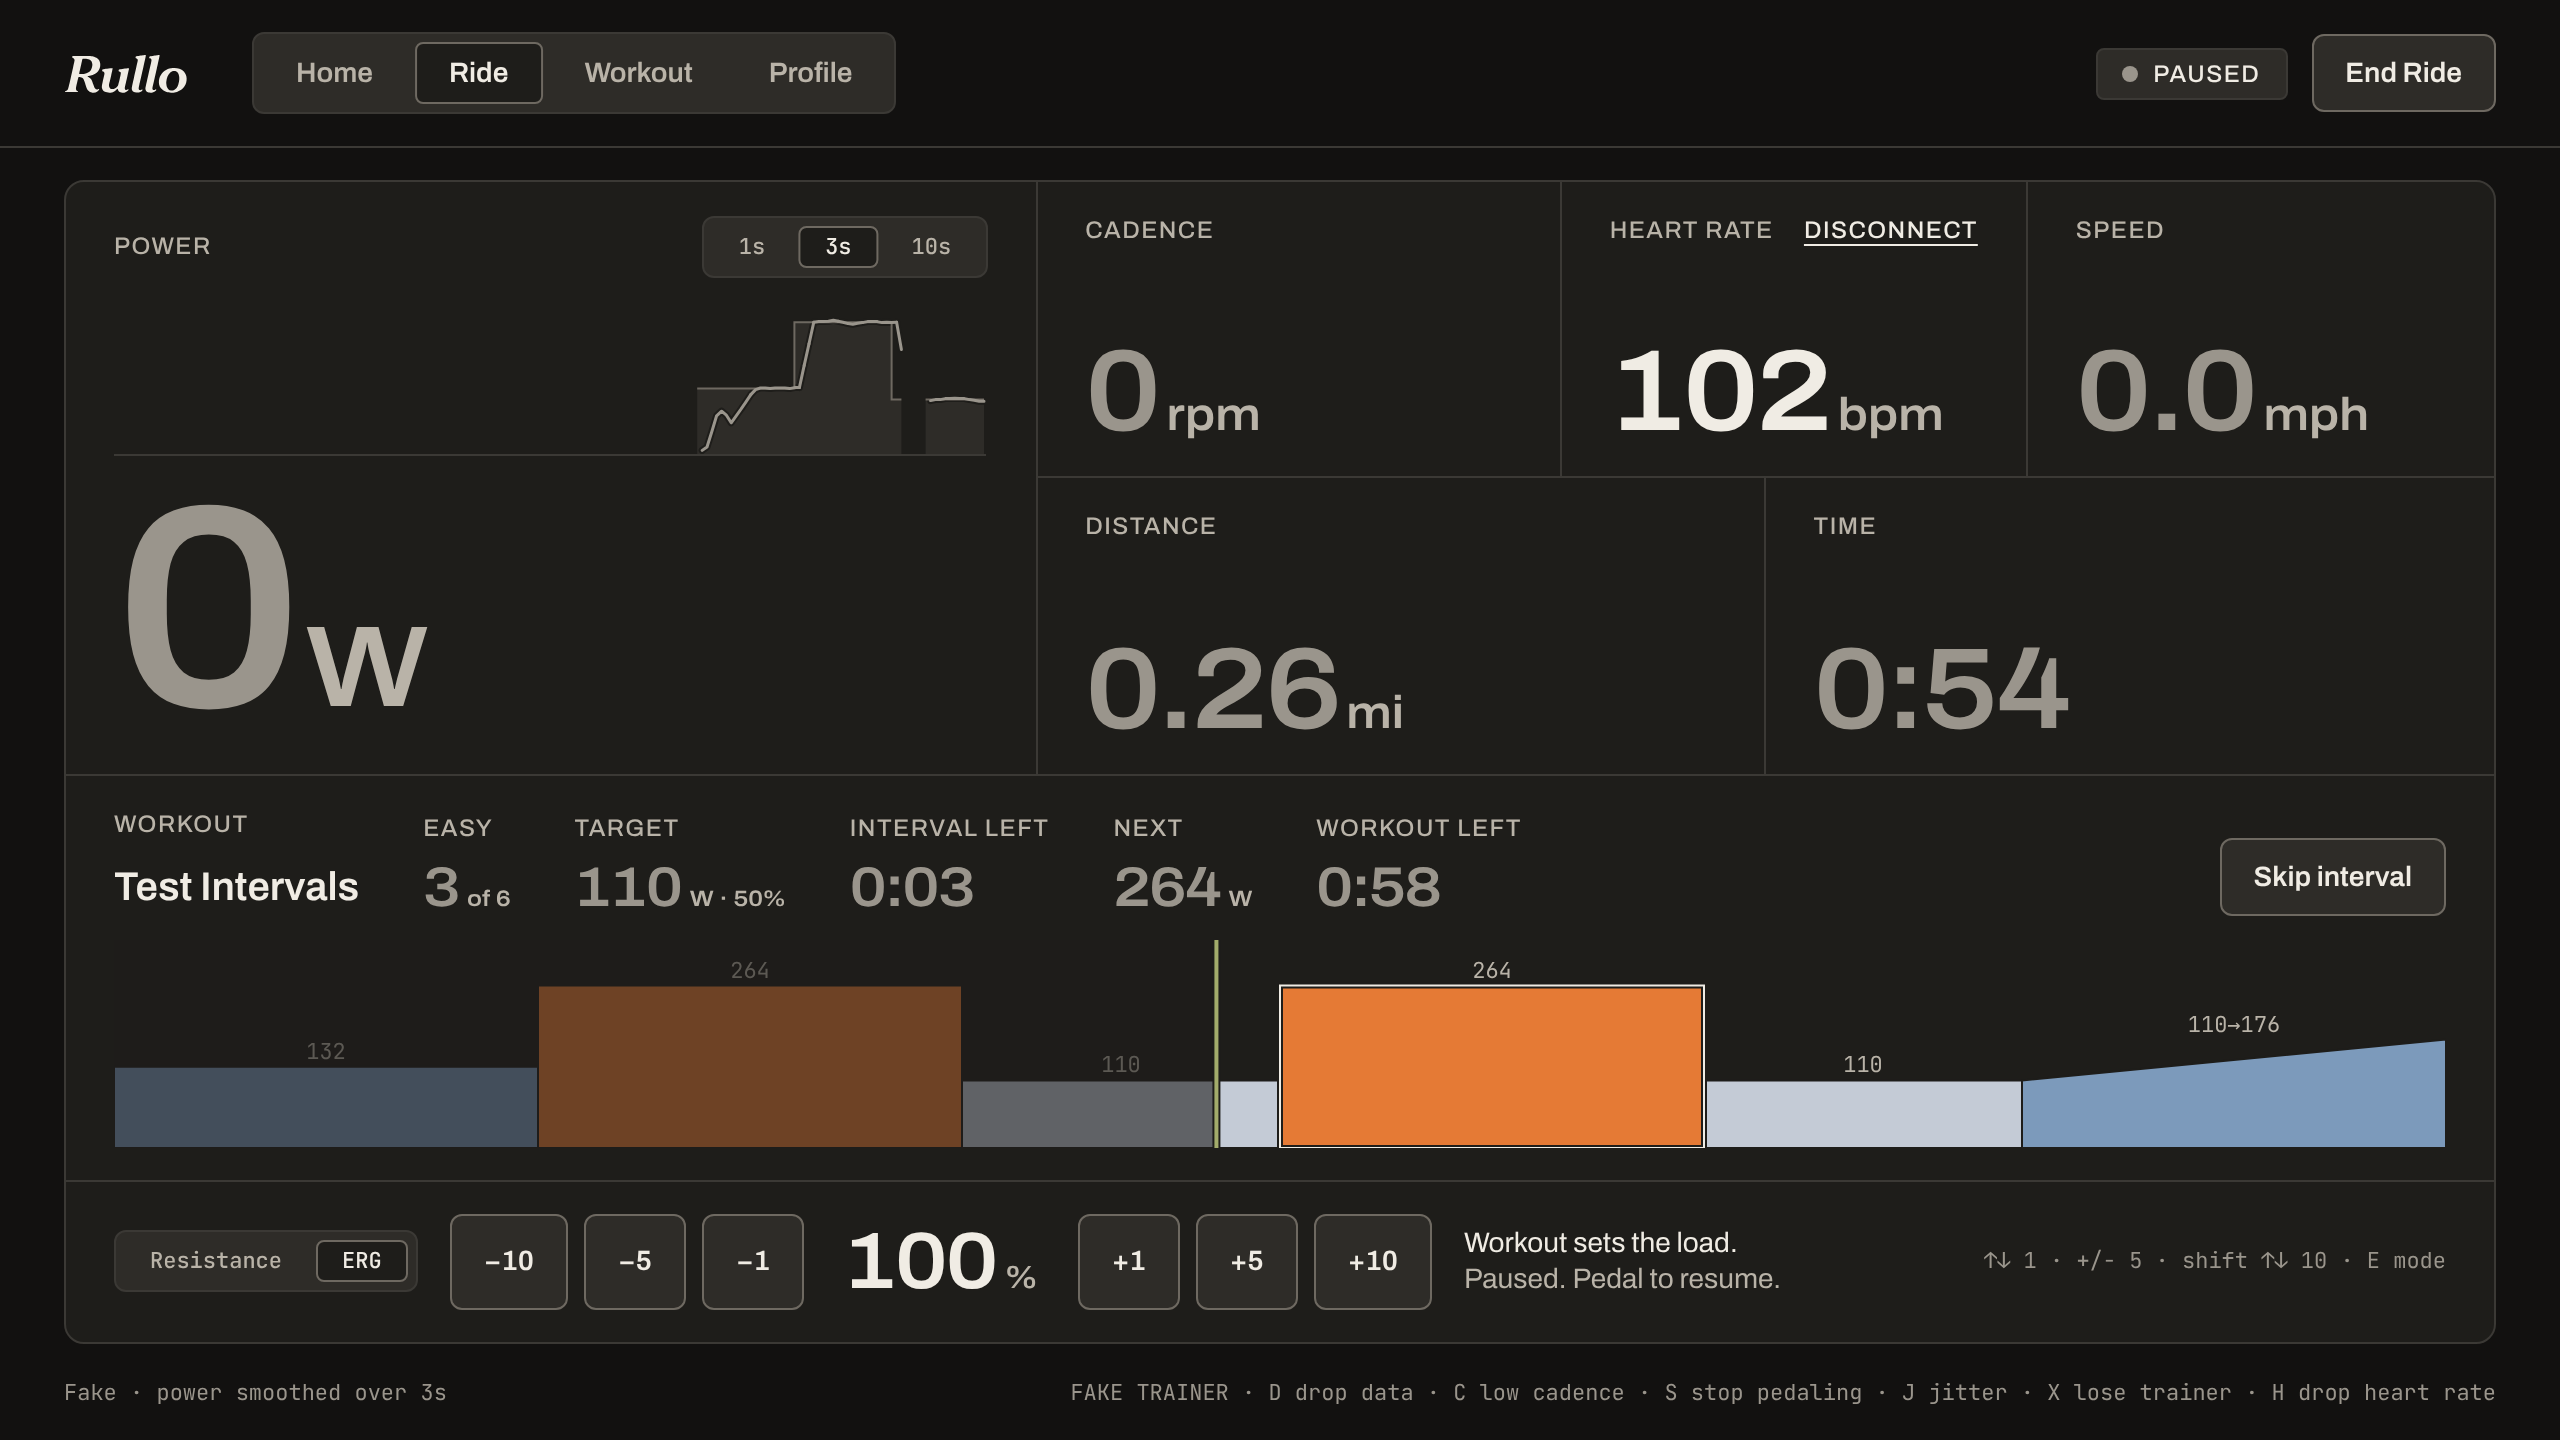 Rullo
Home Ride Workout Profile
PAUSED
End Ride
POWER
1s 3s 10s
0 W
CADENCE
0 rpm
HEART RATE DISCONNECT
102 bpm
SPEED
0.0 mph
DISTANCE
0.26 mi
TIME
0:54
WORKOUT
Test Intervals
EASY
3 of 6
TARGET
110 W · 50%
INTERVAL LEFT
0:03
NEXT
264 W
WORKOUT LEFT
0:58
Skip interval
132
264
110
264
110
110→176
Resistance ERG
−10 −5 −1
100 %
+1 +5 +10
Workout sets the load.
Paused. Pedal to resume.
↑↓ 1 · +/- 5 · shift ↑↓ 10 · E mode
Fake · power smoothed over 3s
FAKE TRAINER · D drop data · C low cadence · S stop pedaling · J jitter · X lose trainer · H drop heart rate